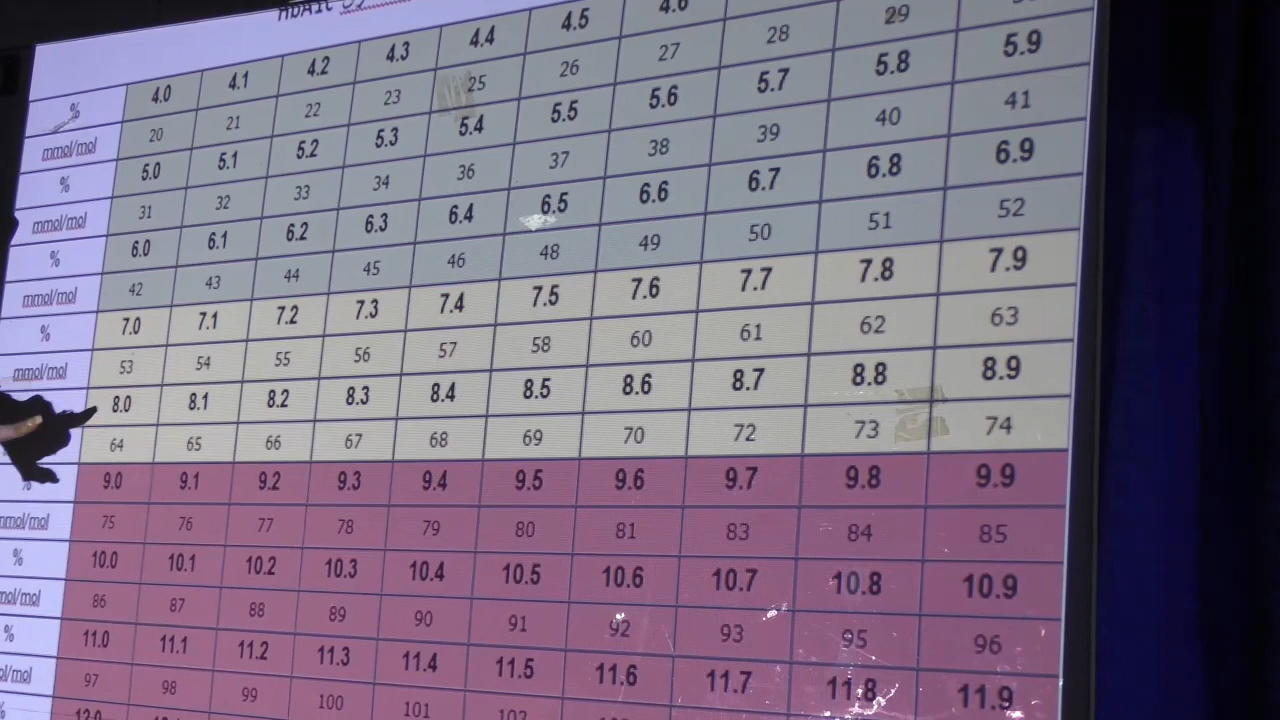 % 4.0 4.1 4.2 4.3 4.4 4.5 4.6
mmol/mol 20 21 22 23 25 26 27 28 29
% 5.0 5.1 5.2 5.3 5.4 5.5 5.6 5.7 5.8 5.9
mmol/mol 31 32 33 34 36 37 38 39 40 41
% 6.0 6.1 6.2 6.3 6.4 6.5 6.6 6.7 6.8 6.9
mmol/mol 42 43 44 45 46 48 49 50 51 52
% 7.0 7.1 7.2 7.3 7.4 7.5 7.6 7.7 7.8 7.9
mmol/mol 53 54 55 56 57 58 60 61 62 63
8.0 8.1 8.2 8.3 8.4 8.5 8.6 8.7 8.8 8.9
64 65 66 67 68 69 70 72 73 74
% 9.0 9.1 9.2 9.3 9.4 9.5 9.6 9.7 9.8 9.9
mmol/mol 75 76 77 78 79 80 81 83 84 85
% 10.0 10.1 10.2 10.3 10.4 10.5 10.6 10.7 10.8 10.9
mol/mol 86 87 88 89 90 91 92 93 95 96
% 11.0 11.1 11.2 11.3 11.4 11.5 11.6 11.7 11.8 11.9
ol/mol 97 98 99 100 101 102
% 12.0